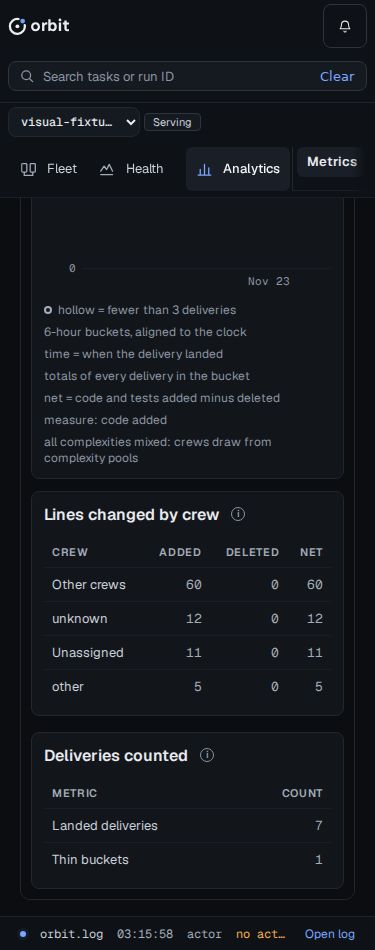 orbit
Search tasks or run ID Clear
visual-fixtu… Serving
Fleet Health Analytics Metrics
0
Nov 23
hollow = fewer than 3 deliveries
6-hour buckets, aligned to the clock
time = when the delivery landed
totals of every delivery in the bucket
net = code and tests added minus deleted
measure: code added
all complexities mixed: crews draw from
complexity pools
Lines changed by crew
CREW ADDED DELETED NET
Other crews 60 0 60
unknown 12 0 12
Unassigned 11 0 11
other 5 0 5
Deliveries counted
METRIC COUNT
Landed deliveries 7
Thin buckets 1
orbit.log 03:15:58 actor no act… Open log